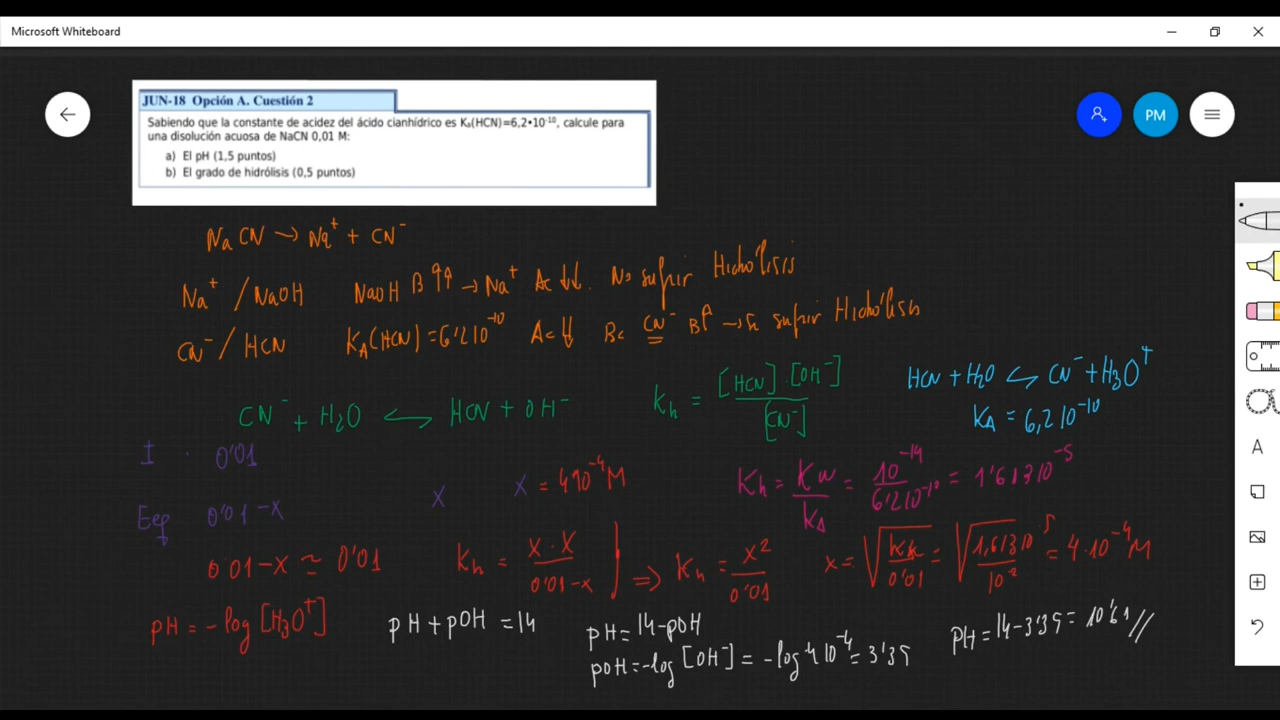 Microsoft Whiteboard
PM
JUN-18 Opción A. Cuestión 2
Sabiendo que la constante de acidez del ácido cianhídrico es Kₐ(HCN)=6,2•10⁻¹⁰, calcule para
una disolución acuosa de NaCN 0,01 M:
a) El pH (1,5 puntos)
b) El grado de hidrólisis (0,5 puntos)
NaCN → Na⁺ + CN⁻
Na⁺ / NaOH NaOH B ↑↑ → Na⁺ Ac ↓↓. No sufrir Hidrólisis
CN⁻ / HCN KA(HCN) = 6'2 10⁻¹⁰ Ac ↓ Bc CN⁻ B↑ → sufrir Hidrólisis
HCN + H₂O ⇆ CN⁻ + H₃O⁺
KA = 6,2 10⁻¹⁰
CN⁻ + H₂O ⇆ HCN + OH⁻ Kh = [HCN]·[OH⁻] / [CN⁻]
I · 0'01
Eeq 0'01-x x x = 4 10⁻⁴ M Kh = Kw / KA = 10⁻¹⁴ / 6'2 10⁻¹⁰ = 1'613 10⁻⁵
0'01-x ≃ 0'01 Kh = x·x / 0'01-x } ⇒ Kh = x² / 0'01 x = √(Kh / 0'01) = √(1,613 10⁻⁵ / 10⁻²) = 4·10⁻⁴ M
pH = -log [H₃O⁺] pH + pOH = 14 pH = 14-pOH
pOH = -log [OH⁻] = -log 4 10⁻⁴ = 3'39 pH = 14-3'39 = 10'61 //
A